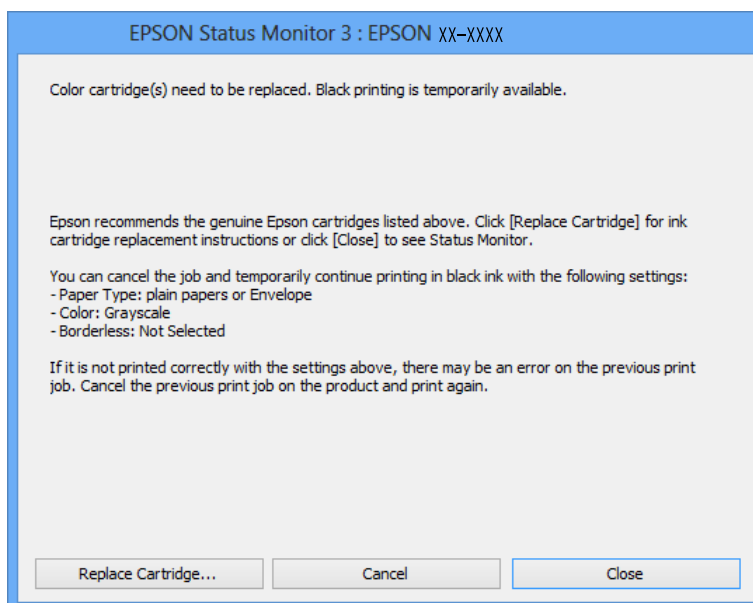 EPSON Status Monitor 3 : EPSON XX-XXXX
Color cartridge(s) need to be replaced. Black printing is temporarily available.
Epson recommends the genuine Epson cartridges listed above. Click [Replace Cartridge] for ink
cartridge replacement instructions or click [Close] to see Status Monitor.
You can cancel the job and temporarily continue printing in black ink with the following settings:
- Paper Type: plain papers or Envelope
- Color: Grayscale
- Borderless: Not Selected
If it is not printed correctly with the settings above, there may be an error on the previous print
job. Cancel the previous print job on the product and print again.
Replace Cartridge... Cancel Close